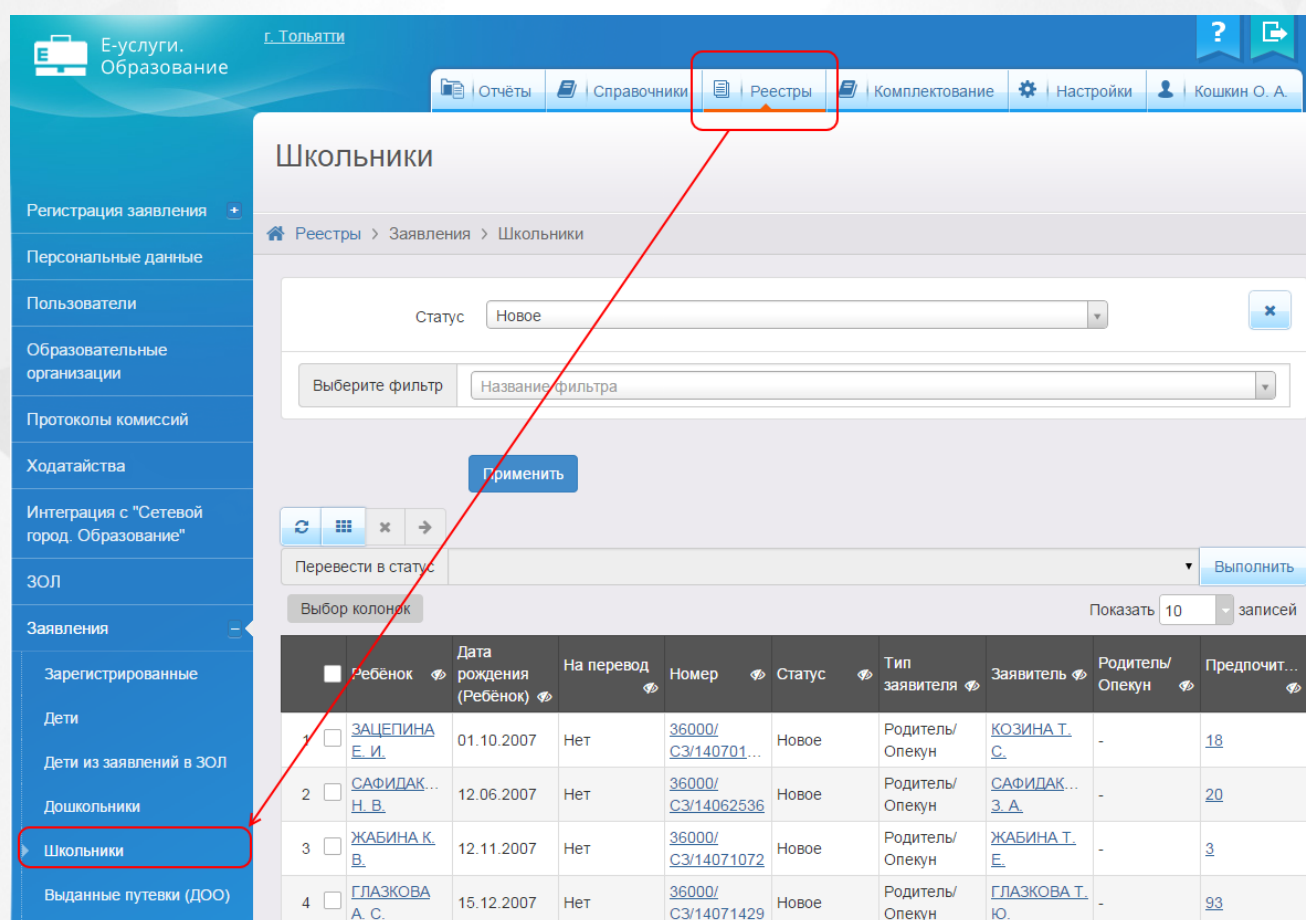 Е-услуги.
Образование
г. Тольятти
?
Отчёты
Справочники
Реестры
Комплектование
Настройки
Кошкин О. А.
Школьники
Регистрация заявления
Персональные данные
Пользователи
Образовательные
организации
Протоколы комиссий
Ходатайства
Интеграция с "Сетевой
город. Образование"
ЗОЛ
Заявления
Зарегистрированные
Дети
Дети из заявлений в ЗОЛ
Дошкольники
Школьники
Выданные путевки (ДОО)
Реестры > Заявления > Школьники
Статус Новое
Выберите фильтр Название фильтра
Применить
Перевести в статус Выполнить
Выбор колонок Показать 10 записей
Ребёнок
Дата
рождения
(Ребёнок)
На перевод
Номер
Статус
Тип
заявителя
Заявитель
Родитель/
Опекун
Предпочит...
1 ЗАЦЕПИНА 01.10.2007 Нет 36000/ Новое Родитель/ КОЗИНА Т. - 18
Е. И. СЗ/140701... Опекун С.
2 САФИДАК... 12.06.2007 Нет 36000/ Новое Родитель/ САФИДАК... - 20
Н. В. СЗ/14062536 Опекун З. А.
3 ЖАБИНА К. 12.11.2007 Нет 36000/ Новое Родитель/ ЖАБИНА Т. - 3
В. СЗ/14071072 Опекун Е.
4 ГЛАЗКОВА 15.12.2007 Нет 36000/ Новое Родитель/ ГЛАЗКОВА Т. - 93
А. С. СЗ/14071429 Опекун Ю.